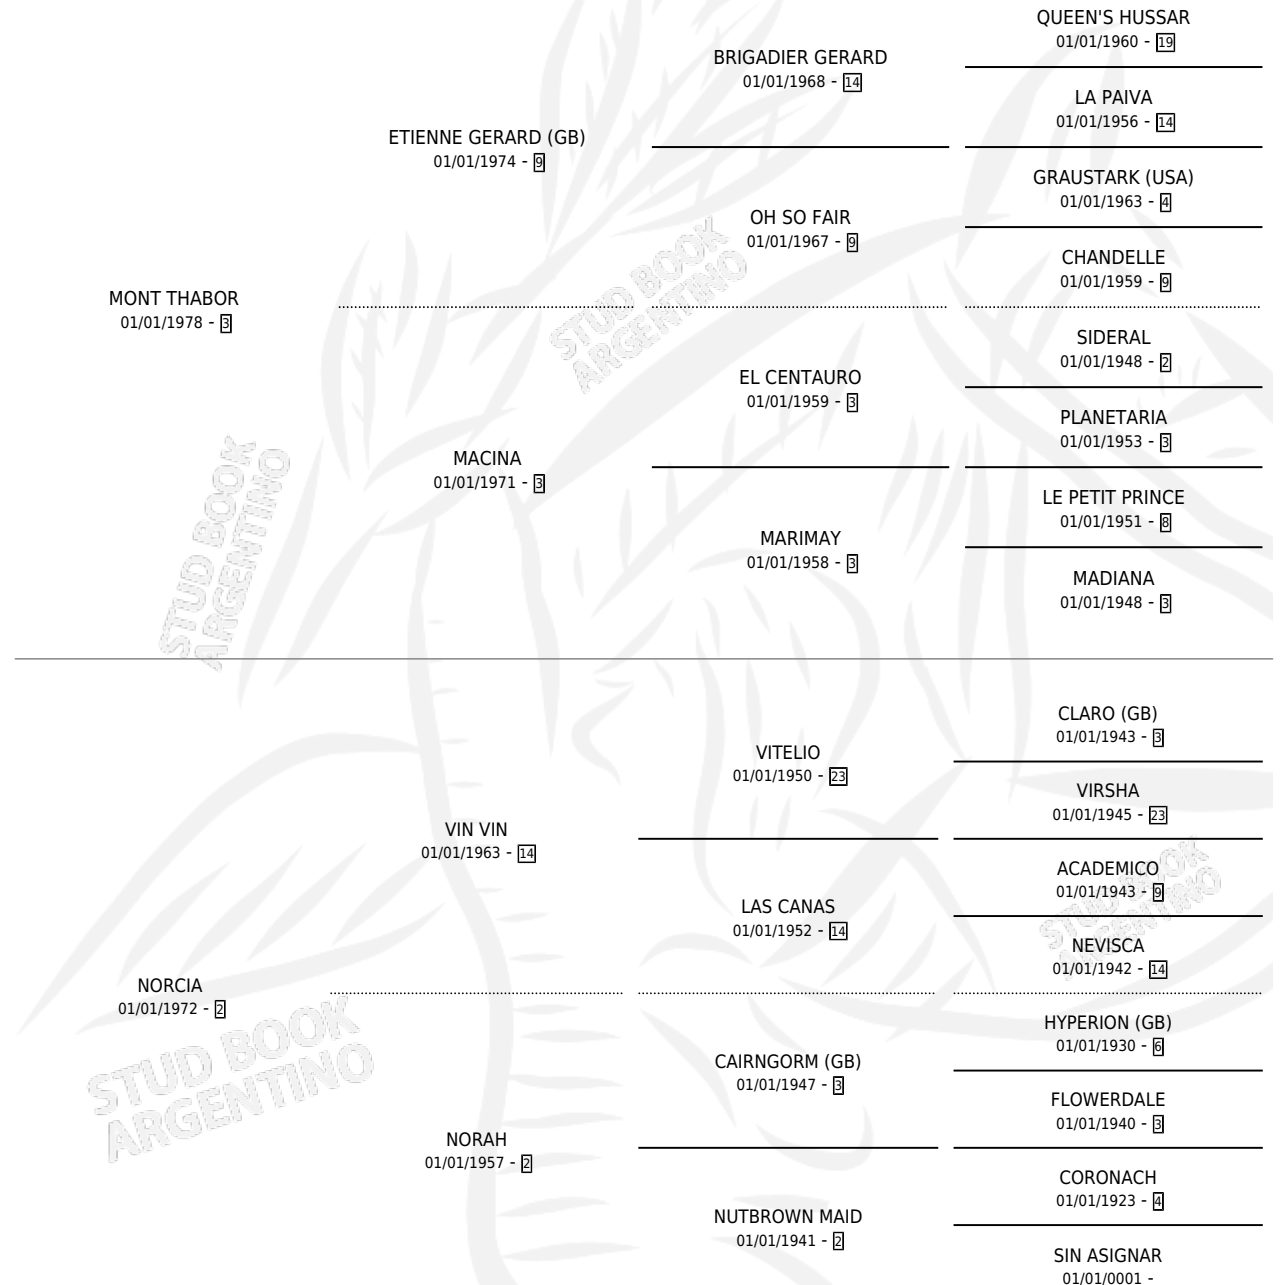 QUEEN'S HUSSAR
01/01/1960 - 19
BRIGADIER GERARD
01/01/1968 - 14
LA PAIVA
01/01/1956 - 14
ETIENNE GERARD (GB)
01/01/1974 - 9
GRAUSTARK (USA)
01/01/1963 - 4
OH SO FAIR
01/01/1967 - 9
CHANDELLE
01/01/1959 - 9
MONT THABOR
01/01/1978 - 3
SIDERAL
01/01/1948 - 2
EL CENTAURO
01/01/1959 - 3
PLANETARIA
01/01/1953 - 3
MACINA
01/01/1971 - 3
LE PETIT PRINCE
01/01/1951 - 8
MARIMAY
01/01/1958 - 3
MADIANA
01/01/1948 - 3
STUD BOOK
ARGENTINO
STUD BOOK
ARGENTINO
CLARO (GB)
01/01/1943 - 3
VITELIO
01/01/1950 - 23
VIRSHA
01/01/1945 - 23
VIN VIN
01/01/1963 - 14
ACADEMICO
01/01/1943 - 9
LAS CANAS
01/01/1952 - 14
NEVISCA
01/01/1942 - 14
NORCIA
01/01/1972 - 2
HYPERION (GB)
01/01/1930 - 6
CAIRNGORM (GB)
01/01/1947 - 3
FLOWERDALE
01/01/1940 - 3
NORAH
01/01/1957 - 2
CORONACH
01/01/1923 - 4
NUTBROWN MAID
01/01/1941 - 2
SIN ASIGNAR
01/01/0001 -
STUD BOOK
ARGENTINO
STUD BOOK
ARGENTINO